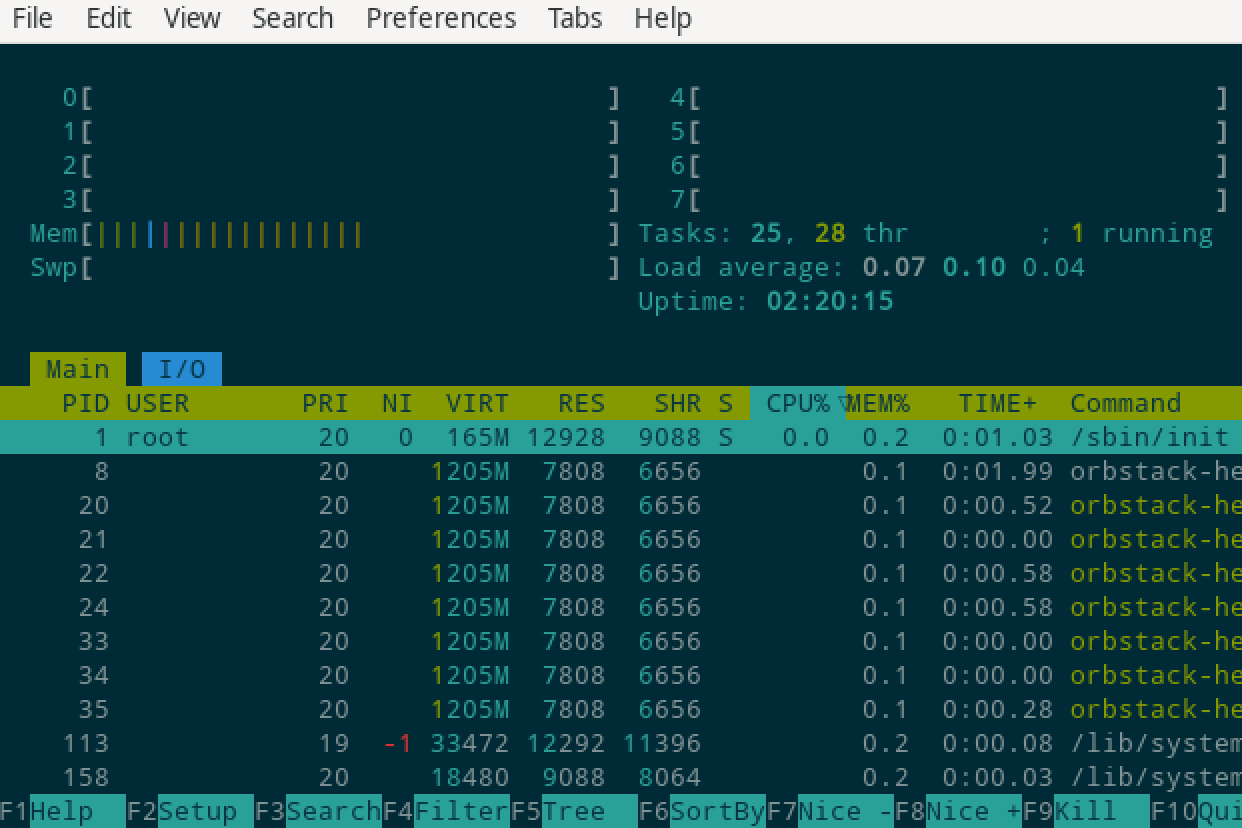 File Edit View Search Preferences Tabs Help
0[ ] 4[ ]
1[ ] 5[ ]
2[ ] 6[ ]
3[ ] 7[ ]
Mem[|||||||||||||||||] Tasks: 25, 28 thr ; 1 running
Swp[ ] Load average: 0.07 0.10 0.04
Uptime: 02:20:15
Main I/O
PID USER PRI NI VIRT RES SHR S CPU%▽MEM% TIME+ Command
1 root 20 0 165M 12928 9088 S 0.0 0.2 0:01.03 /sbin/init
8 20 1205M 7808 6656 0.1 0:01.99 orbstack-he
20 20 1205M 7808 6656 0.1 0:00.52 orbstack-he
21 20 1205M 7808 6656 0.1 0:00.00 orbstack-he
22 20 1205M 7808 6656 0.1 0:00.58 orbstack-he
24 20 1205M 7808 6656 0.1 0:00.58 orbstack-he
33 20 1205M 7808 6656 0.1 0:00.00 orbstack-he
34 20 1205M 7808 6656 0.1 0:00.00 orbstack-he
35 20 1205M 7808 6656 0.1 0:00.28 orbstack-he
113 19 -1 33472 12292 11396 0.2 0:00.08 /lib/system
158 20 18480 9088 8064 0.2 0:00.03 /lib/system
F1Help F2Setup F3SearchF4FilterF5Tree F6SortByF7Nice -F8Nice +F9Kill F10Qui